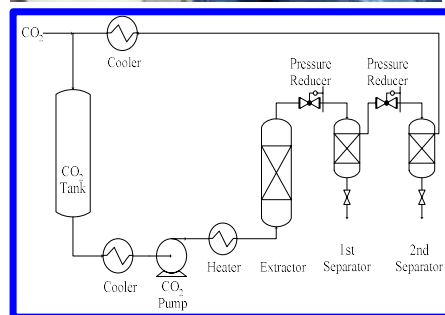 CO2
Cooler
Pressure
Reducer
Pressure
Reducer
CO2
Tank
Cooler
CO2
Pump
Heater
Extractor
1st
Separator
2nd
Separator